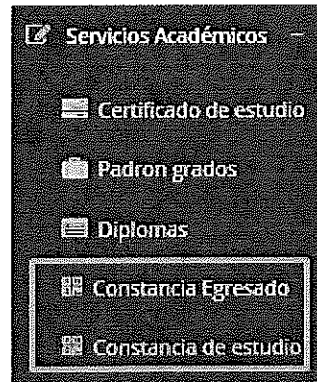 Servicios Académicos −
Certificado de estudio
Padron grados
Diplomas
Constancia Egresado
Constancia de estudio